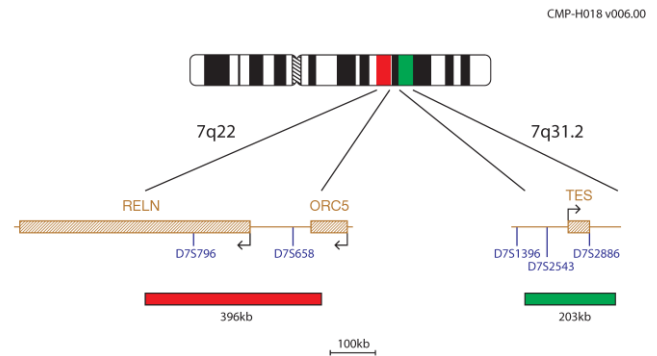 CMP-H018 v006.00
7q22
7q31.2
RELN
ORC5
TES
D7S796
D7S658
D7S1396
D7S2543
D7S2886
396kb
203kb
100kb